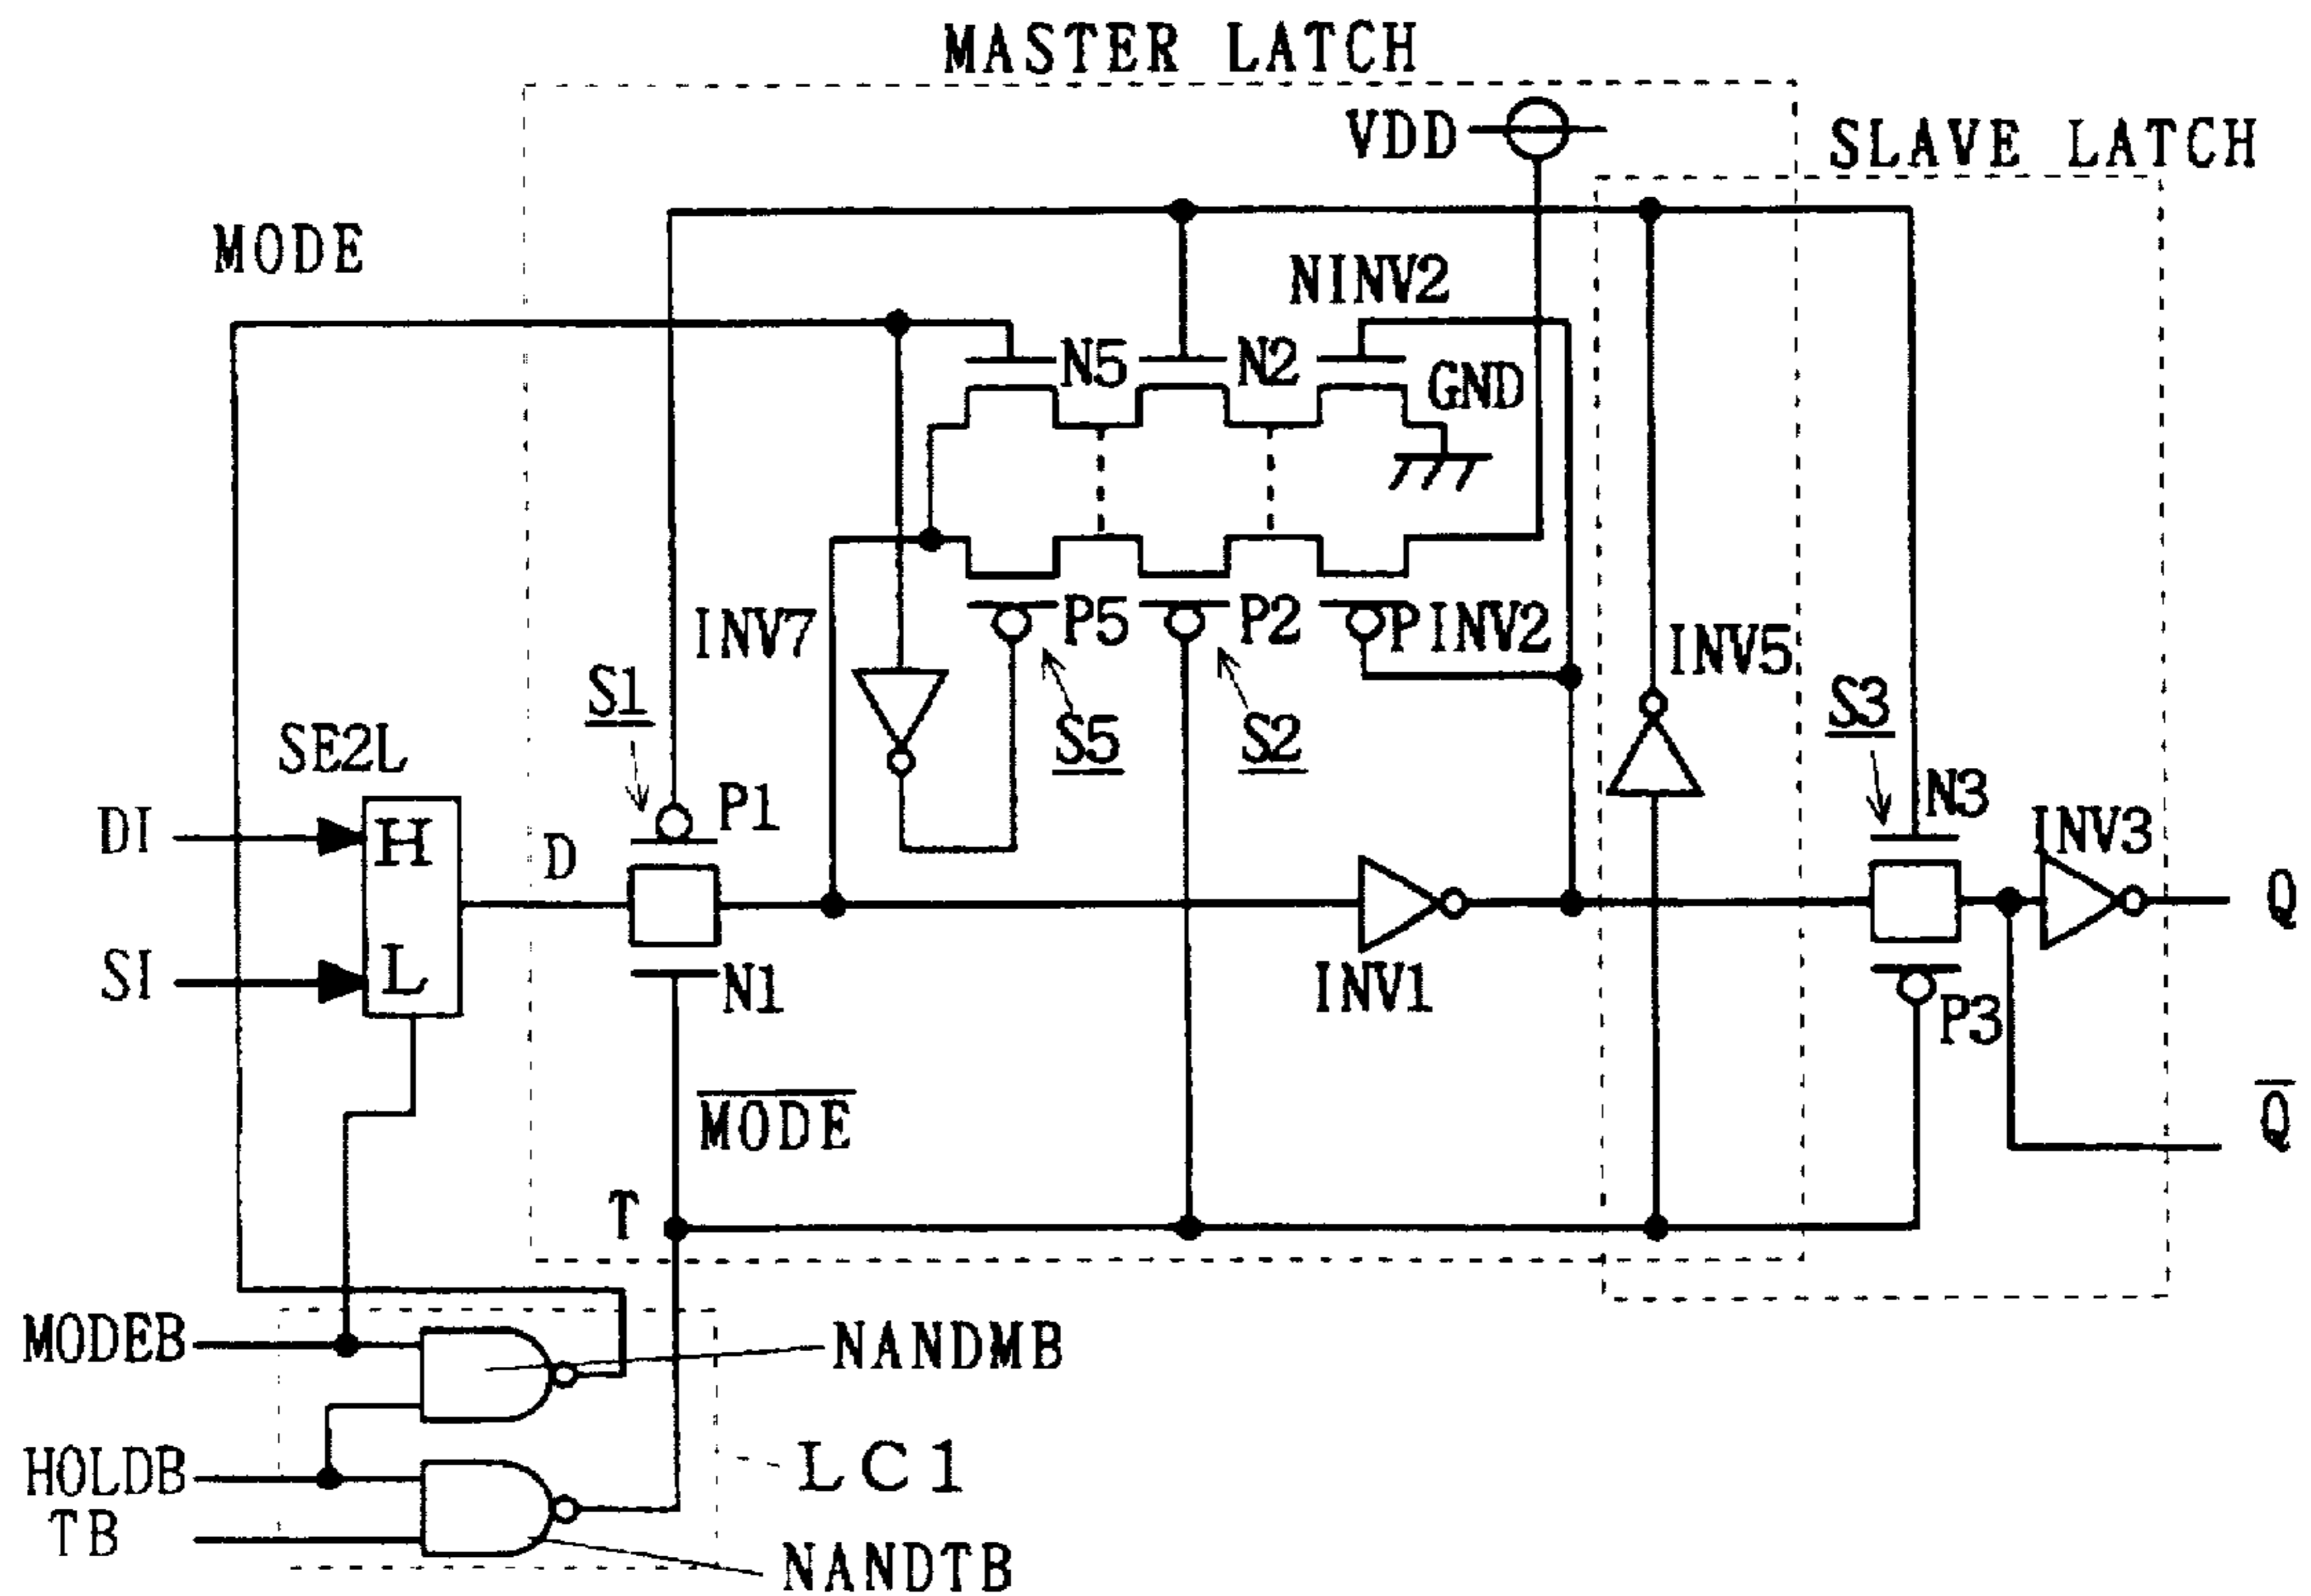 MASTER LATCH
VDD
SLAVE LATCH
MODE
NINV2
N5
N2
GND
INV7
P5
P2
PINV2
INV5
S1
S5
S2
S3
SE2L
DI
H
D
P1
N3
INV3
Q
SI
L
N1
INV1
P3
M̅O̅D̅E̅
Q̅
T
MODEB
NANDMB
HOLDB
LC1
TB
NANDTB